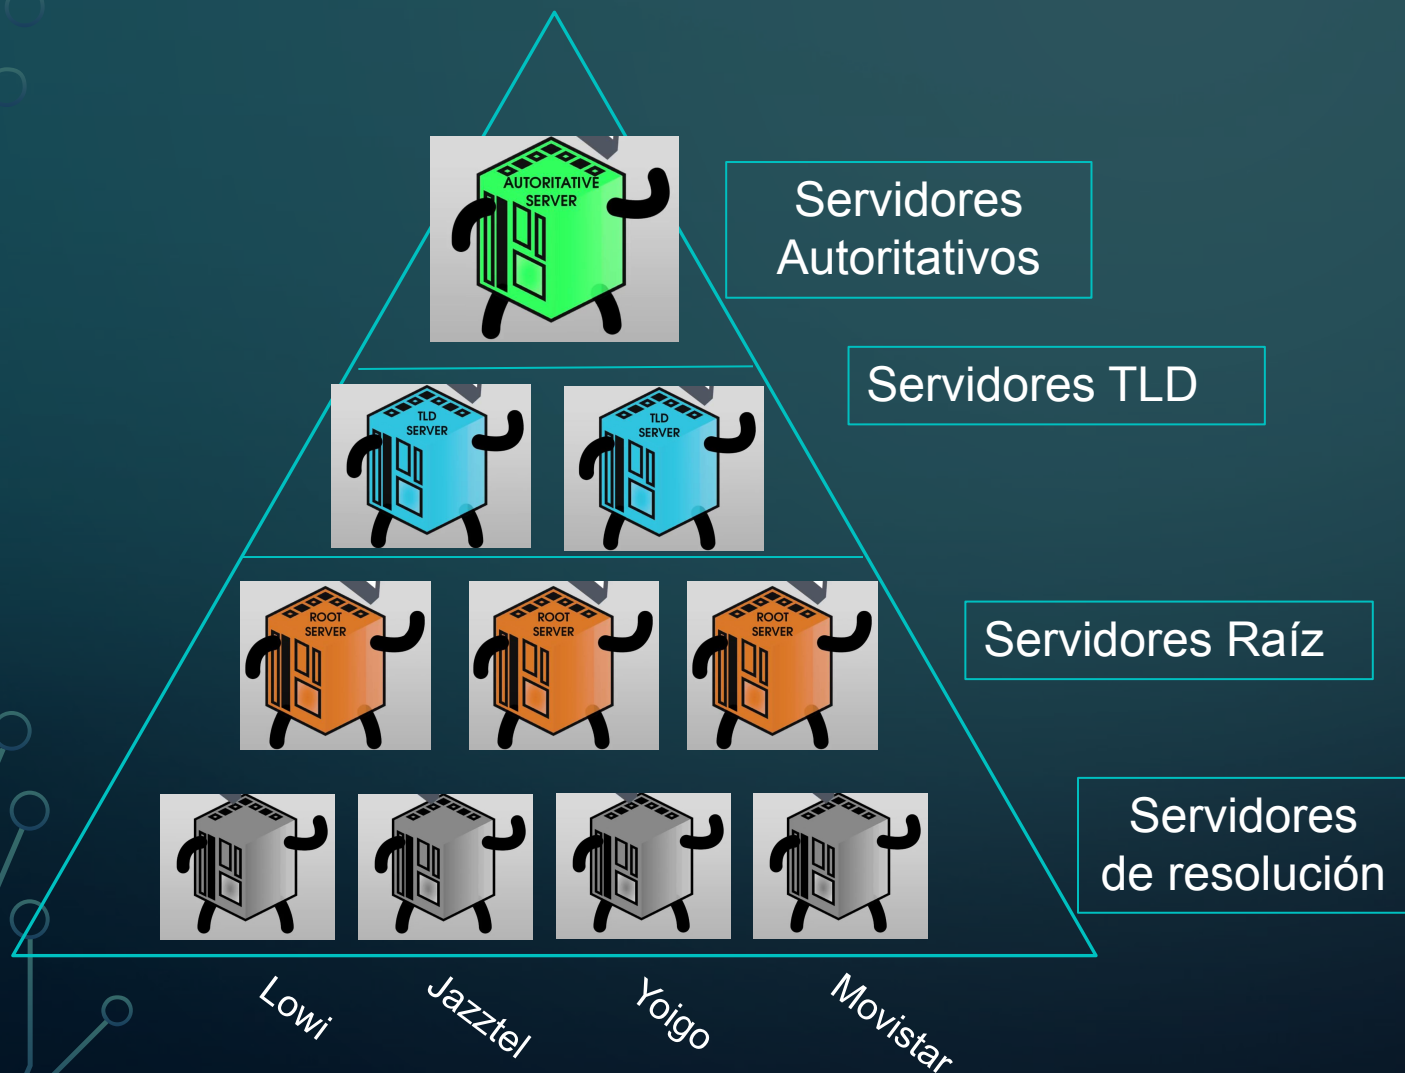 AUTORITATIVE
SERVER
Servidores
Autoritativos
Servidores TLD
TLD
SERVER
TLD
SERVER
ROOT
SERVER
ROOT
SERVER
ROOT
SERVER
Servidores Raíz
Servidores
de resolución
Lowi
Jazztel
Yoigo
Movistar